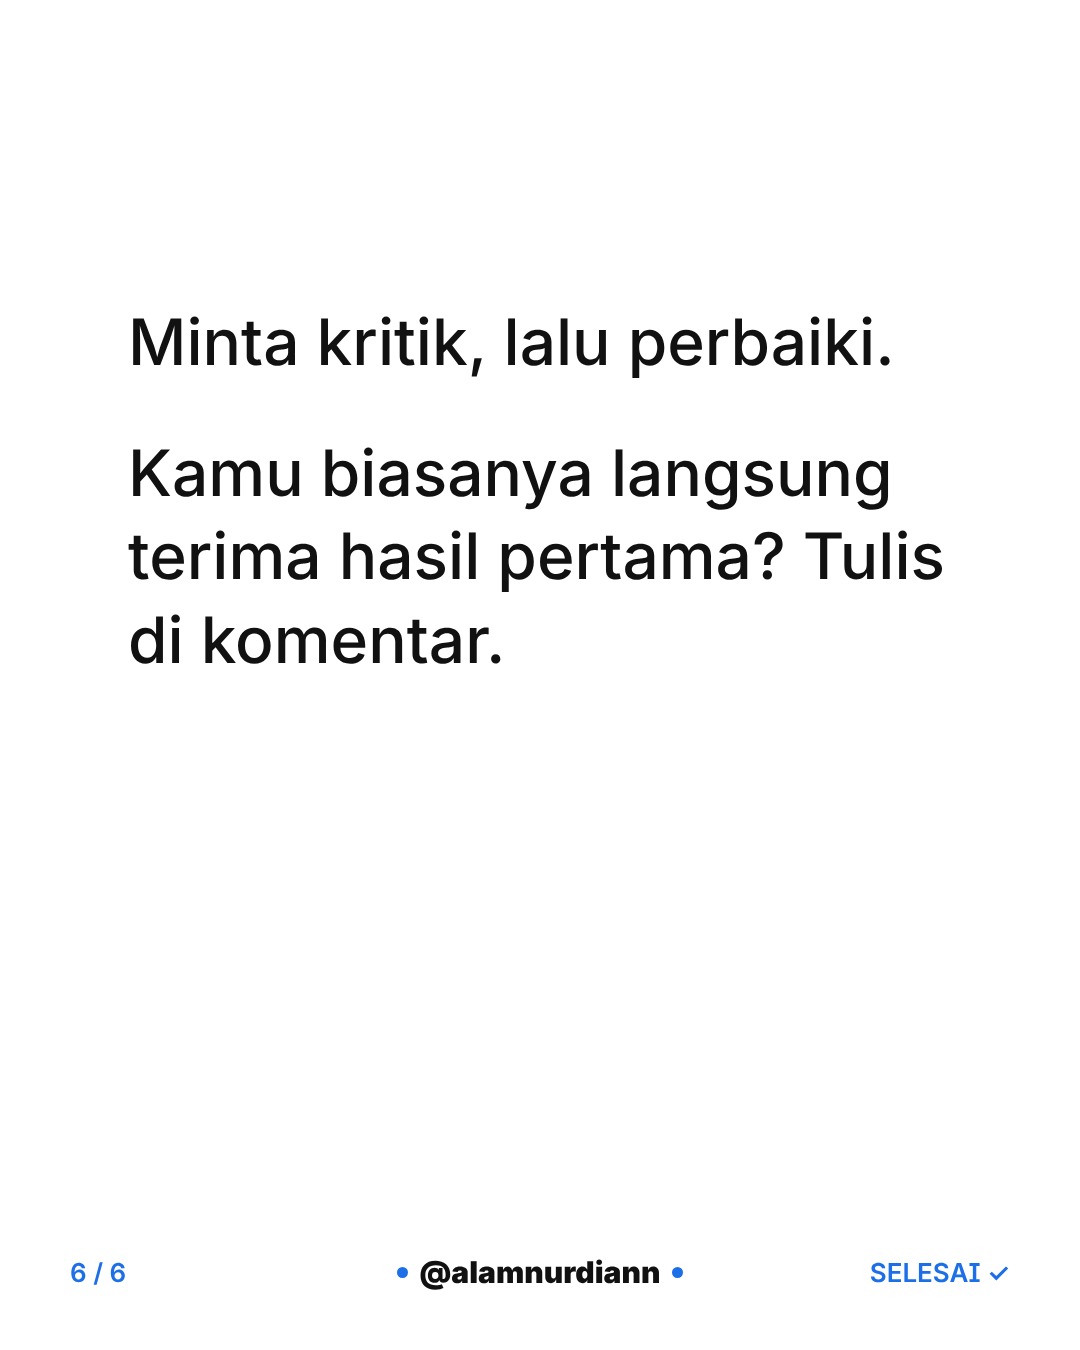 Minta kritik, lalu perbaiki.
Kamu biasanya langsung
terima hasil pertama? Tulis
di komentar.
6 / 6
• @alamnurdiann •
SELESAI ✓